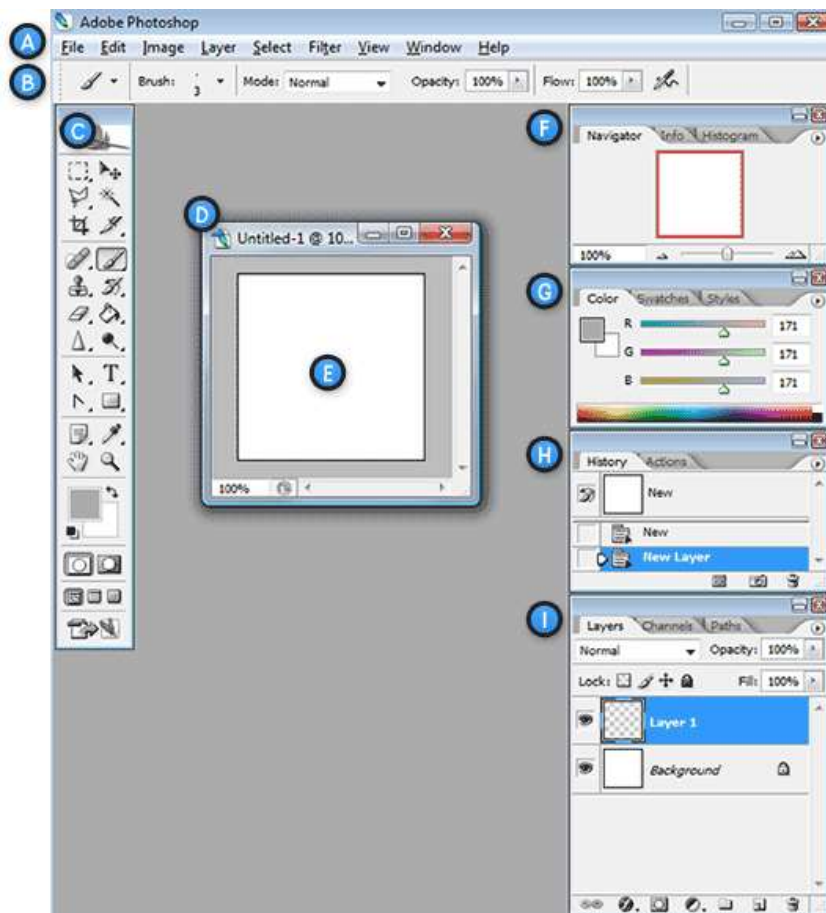 Adobe Photoshop
A
File Edit Image Layer Select Filter View Window Help
B
Brush: 3 Mode: Normal Opacity: 100% Flow: 100%
C
D
Untitled-1 @ 10...
E
100%
F
Navigator Info Histogram
100%
G
Color Swatches Styles
R 171
G 171
B 171
H
History Actions
New
New
New Layer
I
Layers Channels Paths
Normal Opacity: 100%
Lock: Fill: 100%
Layer 1
Background